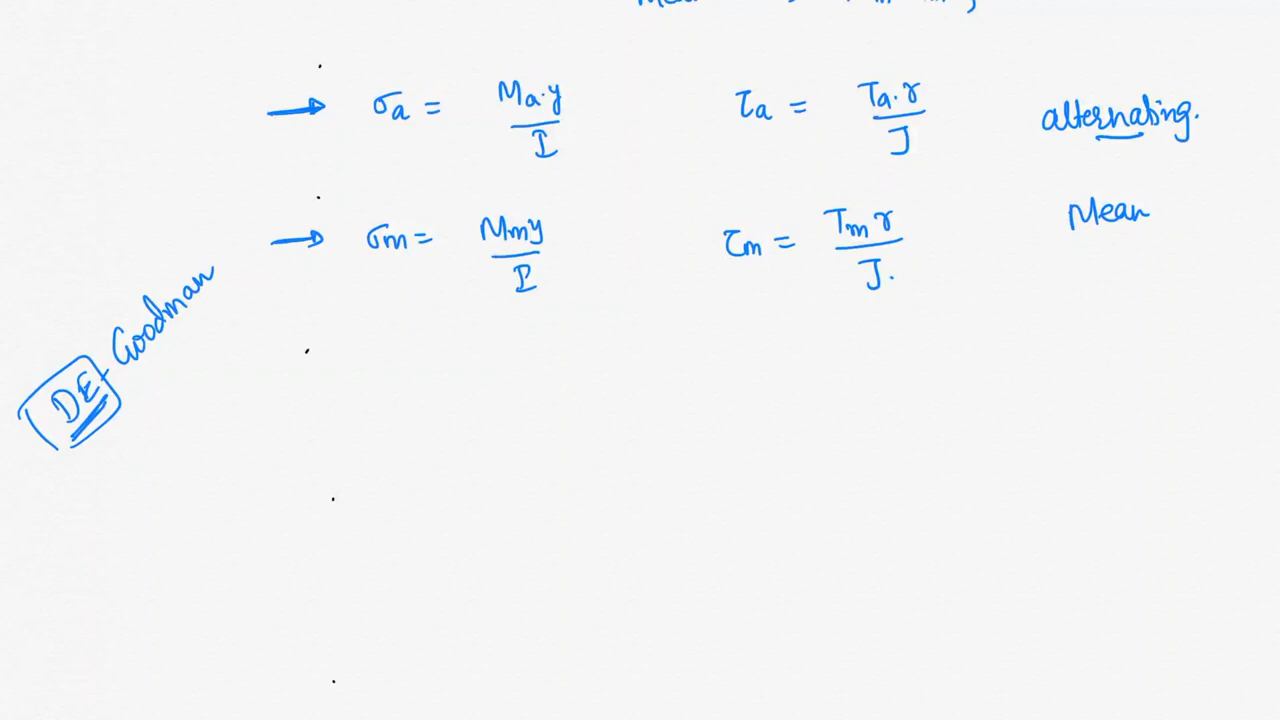 σa = Ma.y / I    τa = Ta.r / J    alternating.
σm = Mmy / I    τm = Tm r / J.    Mean
DE - Goodman